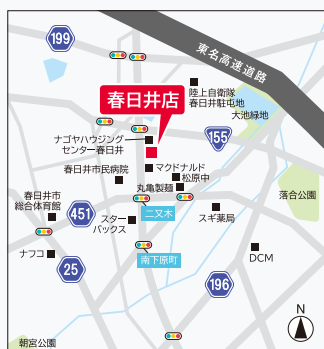 199
東名高速道路
陸上自衛隊
春日井駐屯地
大池緑地
春日井店
155
ナゴヤハウジング
センター春日井
マクドナルド
春日井市民病院
松原中
丸亀製麺
落合公園
春日井市
総合体育館
451
二又木
スター
バックス
スギ薬局
ナフコ
25
南下原町
DCM
196
N
朝宮公園